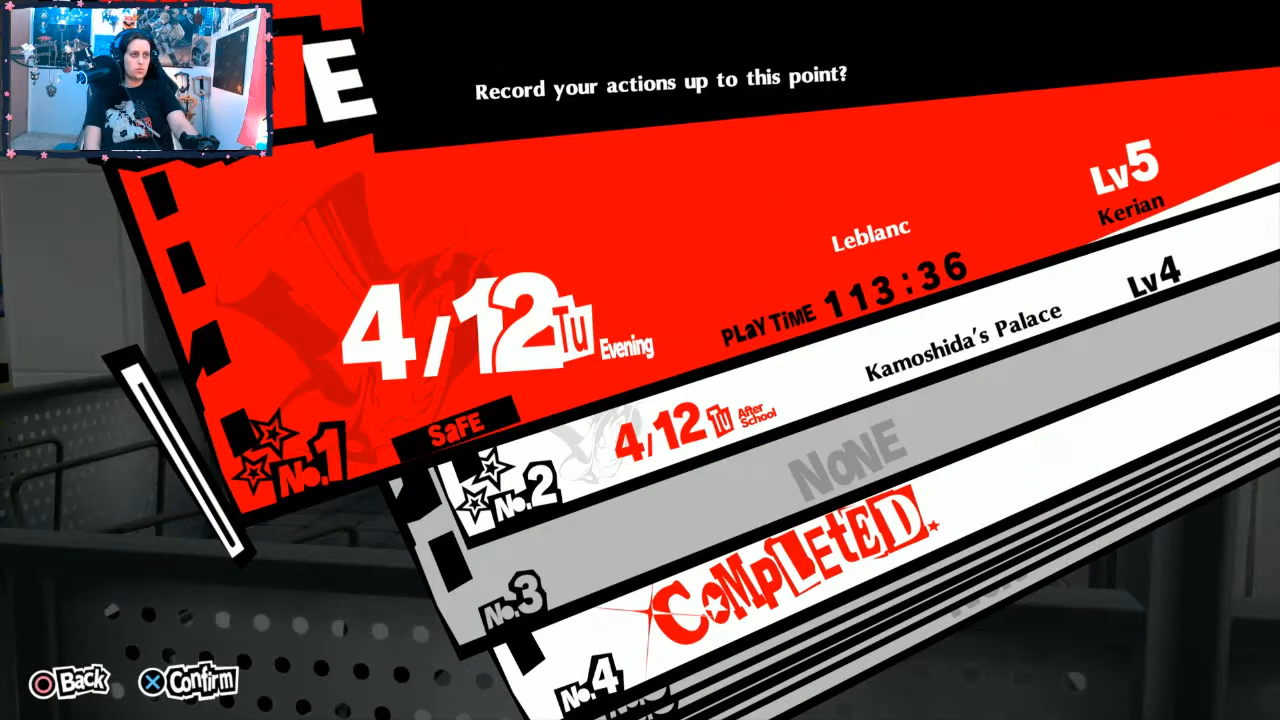 E
Record your actions up to this point?
Lv5
Kerian
Leblanc
4/12 Tu Evening
PLaY TiME 113:36
No.1
SaFE
Lv4
Kamoshida's Palace
4/12 Tu After School
No.2
NoNE
No.3
CoMPLEtED.
No.4
Back
Confirm